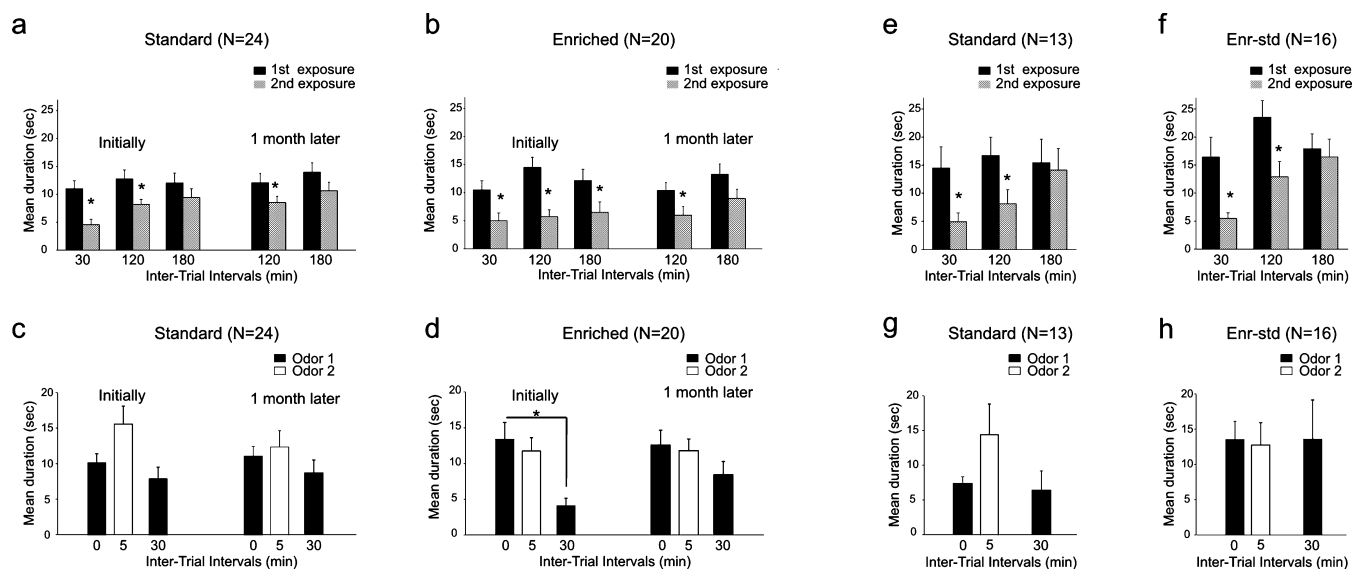 a
Standard (N=24)
1st exposure
2nd exposure
Mean duration (sec)
25
20
15
10
5
0
Initially
1 month later
*
*
*
30 120 180 120 180
Inter-Trial Intervals (min)
b
Enriched (N=20)
1st exposure
2nd exposure
Mean duration (sec)
25
20
15
10
5
0
Initially
1 month later
*
*
*
*
30 120 180 120 180
Inter-Trial Intervals (min)
e
Standard (N=13)
1st exposure
2nd exposure
Mean duration (sec)
25
20
15
10
5
0
*
*
30 120 180
Inter-Trial Intervals (min)
f
Enr-std (N=16)
1st exposure
2nd exposure
Mean duration (sec)
25
20
15
10
5
0
*
*
30 120 180
Inter-Trial Intervals (min)
c
Standard (N=24)
Odor 1
Odor 2
Mean duration (sec)
20
15
10
5
0
Initially
1 month later
0 5 30 0 5 30
Inter-Trial Intervals (min)
d
Enriched (N=20)
Odor 1
Odor 2
Mean duration (sec)
20
15
10
5
0
Initially
1 month later
*
0 5 30 0 5 30
Inter-Trial Intervals (min)
g
Standard (N=13)
Odor 1
Odor 2
Mean duration (sec)
20
15
10
5
0
0 5 30
Inter-Trial Intervals (min)
h
Enr-std (N=16)
Odor 1
Odor 2
Mean duration (sec)
20
15
10
5
0
0 5 30
Inter-Trial Intervals (min)